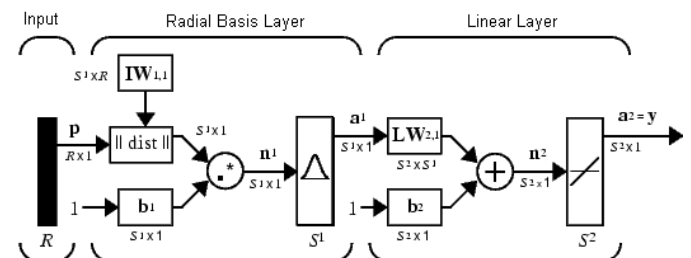 Input Radial Basis Layer Linear Layer
S1xR IW1,1
p a1 a2 = y
Rx1 || dist || S1x1 S1x1 LW2,1 S2x1
n1 S2xS1 n2
.* S1x1 + S2x1
1 b1 1 b2
S1x1 S2x1
R S1 S2